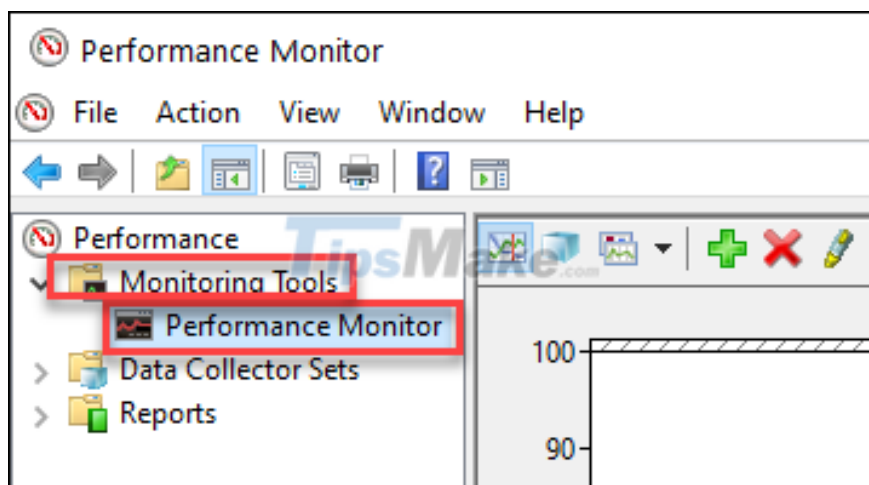 Performance Monitor
File Action View Window Help
Performance
Monitoring Tools
Performance Monitor
Data Collector Sets
Reports
TipsMake.com
100
90